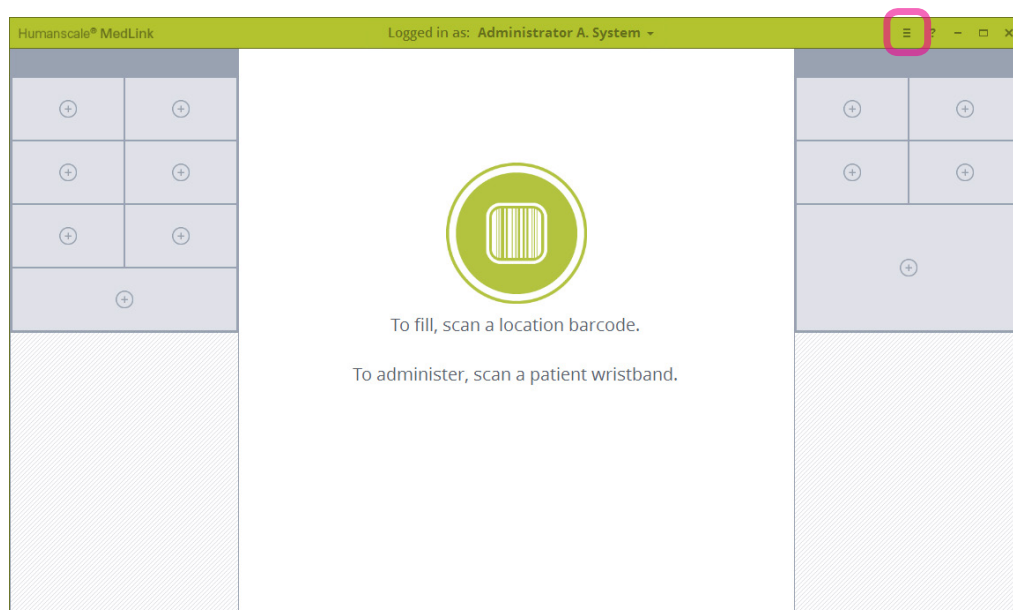 Humanscale® MedLink
Logged in as: Administrator A. System
?
To fill, scan a location barcode.
To administer, scan a patient wristband.